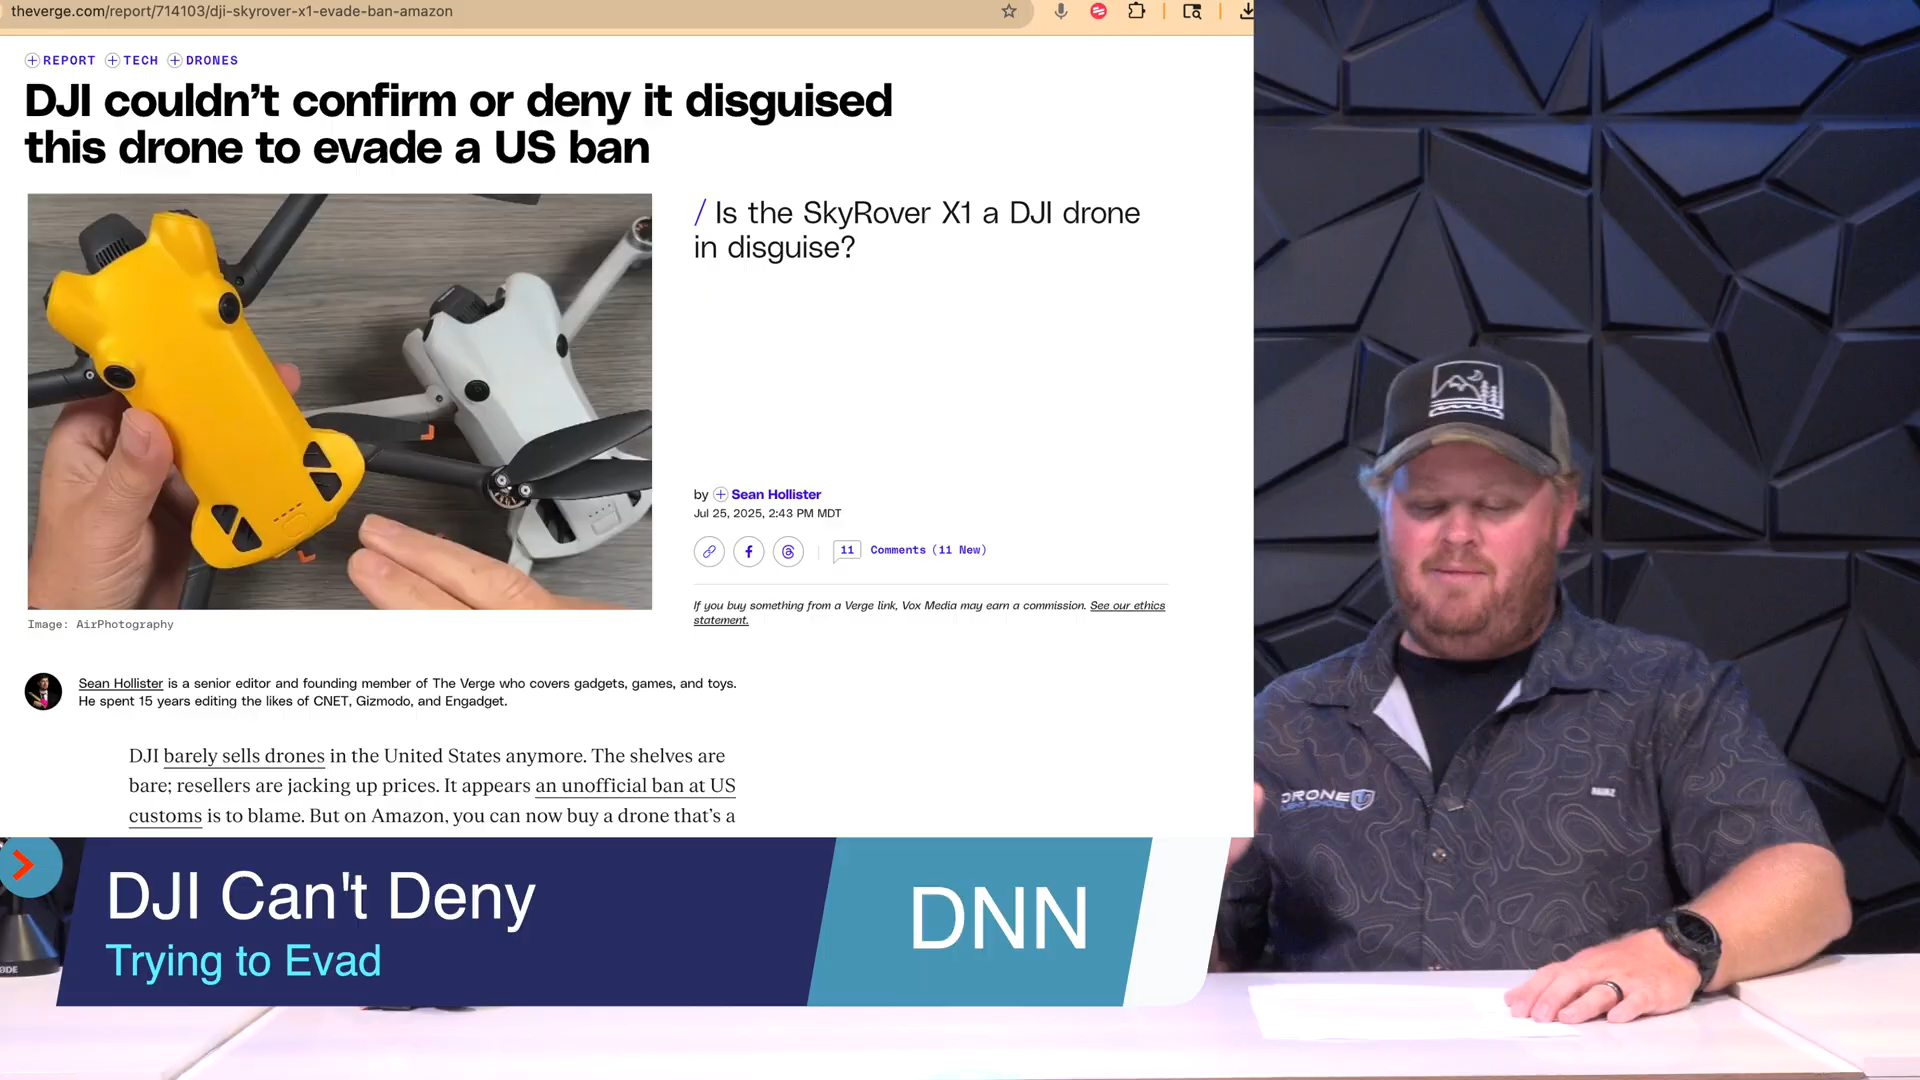 theverge.com/report/714103/dji-skyrover-x1-evade-ban-amazon
REPORT TECH DRONES
DJI couldn’t confirm or deny it disguised
this drone to evade a US ban
/ Is the SkyRover X1 a DJI drone
in disguise?
by Sean Hollister
Jul 25, 2025, 2:43 PM MDT
11 Comments (11 New)
If you buy something from a Verge link, Vox Media may earn a commission. See our ethics
statement.
Image: AirPhotography
Sean Hollister is a senior editor and founding member of The Verge who covers gadgets, games, and toys.
He spent 15 years editing the likes of CNET, Gizmodo, and Engadget.
DJI barely sells drones in the United States anymore. The shelves are
bare; resellers are jacking up prices. It appears an unofficial ban at US
customs is to blame. But on Amazon, you can now buy a drone that’s a
DJI Can't Deny
Trying to Evad
DNN
DRONE U